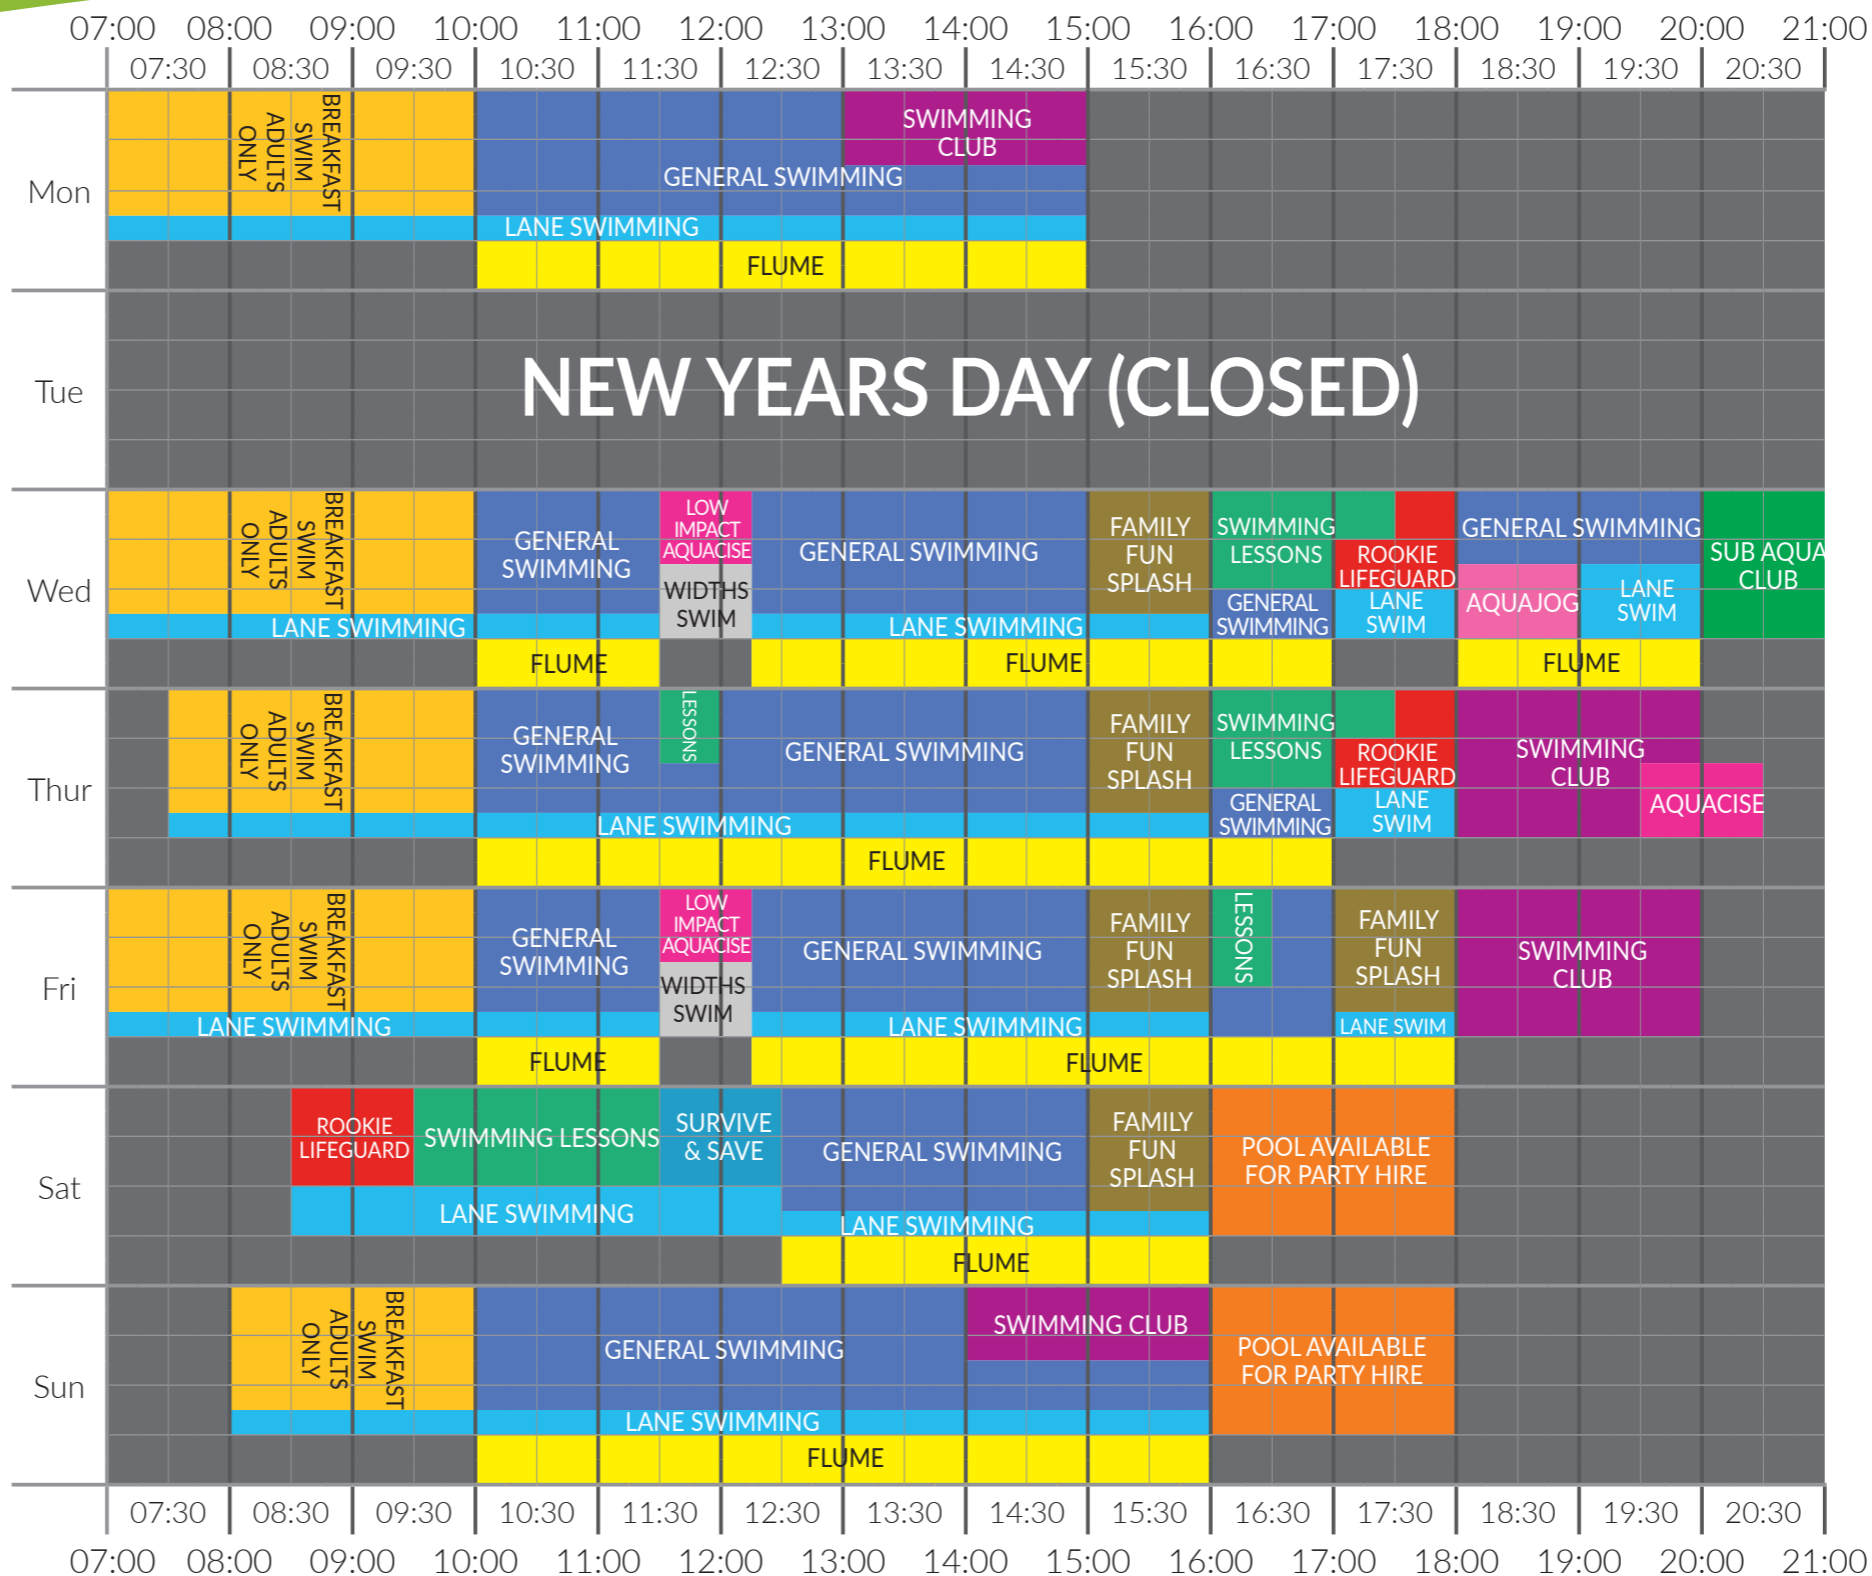 07:00 08:00 09:00 10:00 11:00 12:00 13:00 14:00 15:00 16:00 17:00 18:00 19:00 20:00 21:00
07:30 08:30 09:30 10:30 11:30 12:30 13:30 14:30 15:30 16:30 17:30 18:30 19:30 20:30
Mon
BREAKFAST
SWIM
ADULTS
ONLY
GENERAL SWIMMING
SWIMMING
CLUB
LANE SWIMMING
FLUME
Tue
NEW YEARS DAY (CLOSED)
Wed
BREAKFAST
SWIM
ADULTS
ONLY
LANE SWIMMING
GENERAL
SWIMMING
FLUME
LOW
IMPACT
AQUACISE
WIDTHS
SWIM
GENERAL SWIMMING
LANE SWIMMING
FLUME
FAMILY
FUN
SPLASH
SWIMMING
LESSONS
GENERAL
SWIMMING
ROOKIE
LIFEGUARD
LANE
SWIM
GENERAL SWIMMING
AQUAJOG
LANE
SWIM
FLUME
SUB AQUA
CLUB
Thur
BREAKFAST
SWIM
ADULTS
ONLY
GENERAL
SWIMMING
LESSONS
GENERAL SWIMMING
LANE SWIMMING
FLUME
FAMILY
FUN
SPLASH
SWIMMING
LESSONS
GENERAL
SWIMMING
ROOKIE
LIFEGUARD
LANE
SWIM
SWIMMING
CLUB
AQUACISE
Fri
BREAKFAST
SWIM
ADULTS
ONLY
LANE SWIMMING
GENERAL
SWIMMING
FLUME
LOW
IMPACT
AQUACISE
WIDTHS
SWIM
GENERAL SWIMMING
LANE SWIMMING
FLUME
FAMILY
FUN
SPLASH
LESSONS
FAMILY
FUN
SPLASH
LANE SWIM
SWIMMING
CLUB
Sat
ROOKIE
LIFEGUARD
SWIMMING LESSONS
SURVIVE
& SAVE
LANE SWIMMING
GENERAL SWIMMING
LANE SWIMMING
FLUME
FAMILY
FUN
SPLASH
POOL AVAILABLE
FOR PARTY HIRE
Sun
BREAKFAST
SWIM
ADULTS
ONLY
GENERAL SWIMMING
SWIMMING CLUB
LANE SWIMMING
FLUME
POOL AVAILABLE
FOR PARTY HIRE
07:30 08:30 09:30 10:30 11:30 12:30 13:30 14:30 15:30 16:30 17:30 18:30 19:30 20:30
07:00 08:00 09:00 10:00 11:00 12:00 13:00 14:00 15:00 16:00 17:00 18:00 19:00 20:00 21:00